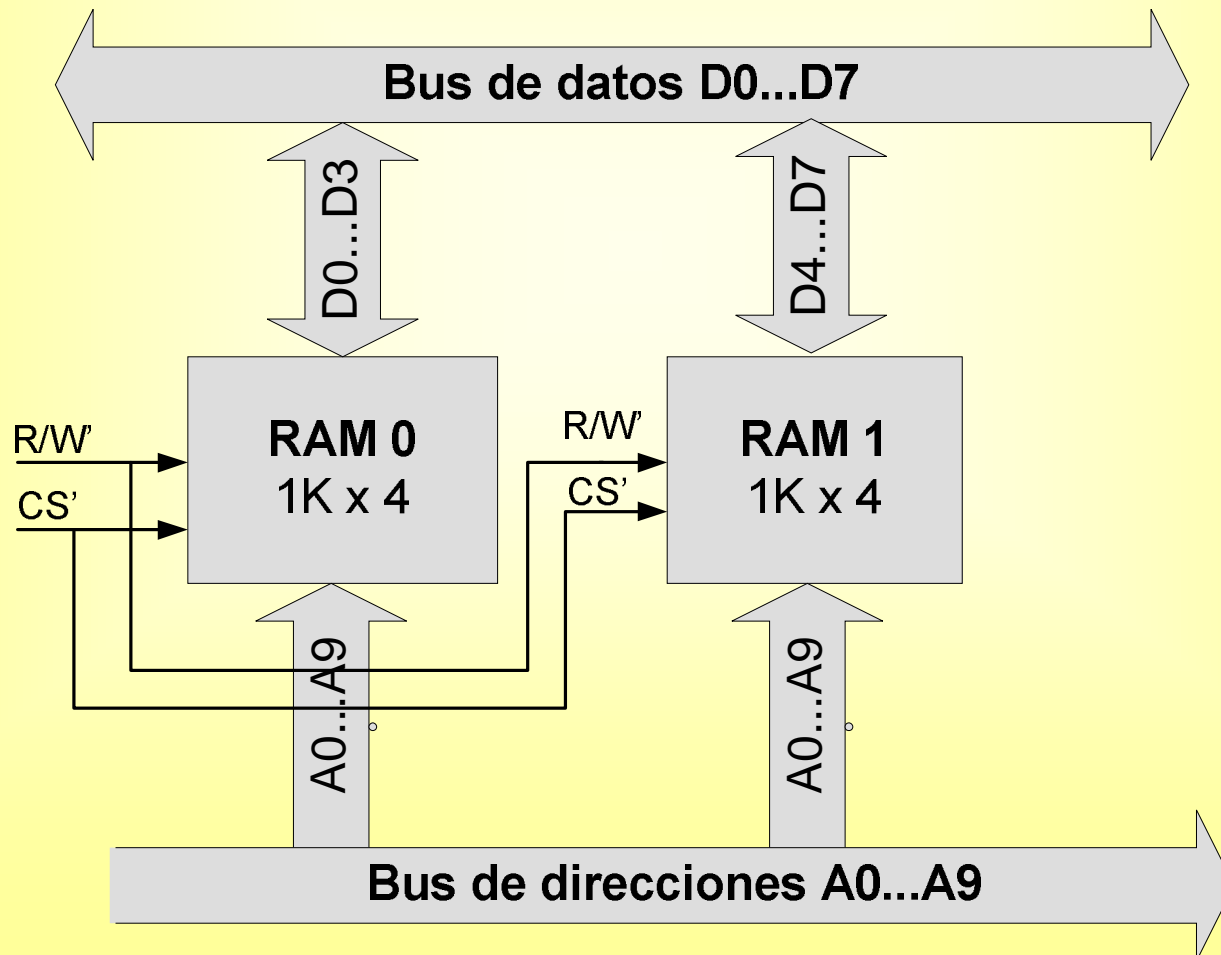 Bus de datos D0...D7
D0...D3
D4...D7
R/W'
CS'
RAM 0
1K x 4
R/W'
CS'
RAM 1
1K x 4
A0...A9
A0...A9
Bus de direcciones A0...A9